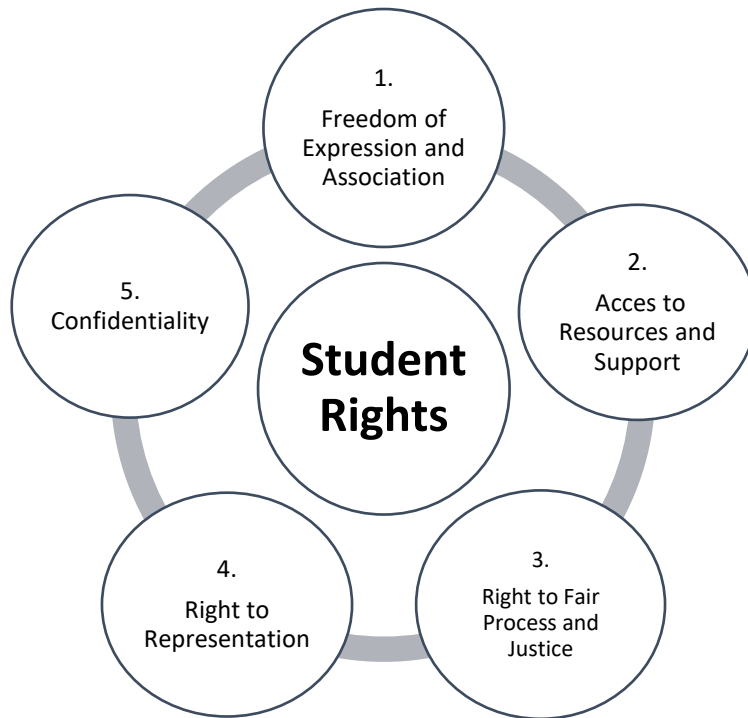 1.
Freedom of
Expression and
Association
2.
Acces to
Resources and
Support
3.
Right to Fair
Process and
Justice
4.
Right to
Representation
5.
Confidentiality
Student
Rights